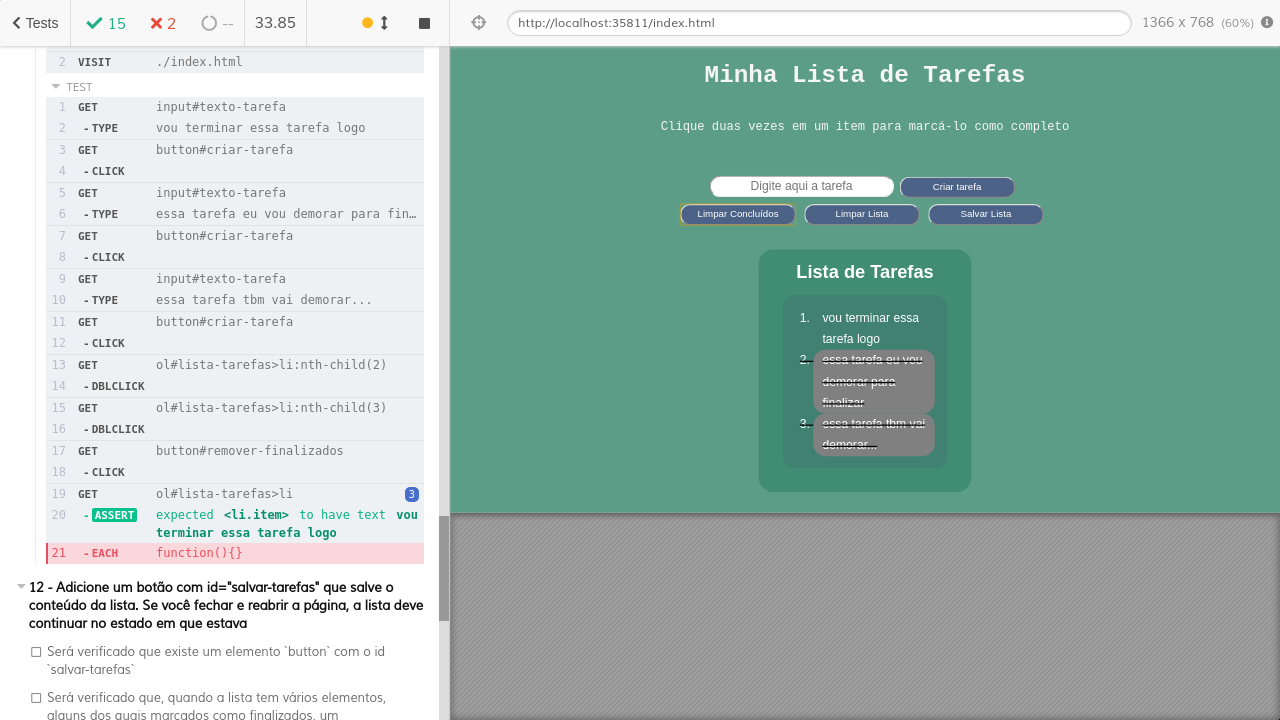 Tests
15
2
--
33.85
http://localhost:35811/index.html
1366 x 768 (60%)
2 VISIT ./index.html
TEST
1 GET input#texto-tarefa
2 - TYPE vou terminar essa tarefa logo
3 GET button#criar-tarefa
4 - CLICK
5 GET input#texto-tarefa
6 - TYPE essa tarefa eu vou demorar para fin…
7 GET button#criar-tarefa
8 - CLICK
9 GET input#texto-tarefa
10 - TYPE essa tarefa tbm vai demorar...
11 GET button#criar-tarefa
12 - CLICK
13 GET ol#lista-tarefas>li:nth-child(2)
14 - DBLCLICK
15 GET ol#lista-tarefas>li:nth-child(3)
16 - DBLCLICK
17 GET button#remover-finalizados
18 - CLICK
19 GET ol#lista-tarefas>li 3
20 - ASSERT expected <li.item> to have text vou
terminar essa tarefa logo
21 - EACH function(){}
12 - Adicione um botão com id="salvar-tarefas" que salve o
conteúdo da lista. Se você fechar e reabrir a página, a lista deve
continuar no estado em que estava
Será verificado que existe um elemento `button` com o id
`salvar-tarefas`
Será verificado que, quando a lista tem vários elementos,
alguns dos quais marcados como finalizados, um
Minha Lista de Tarefas
Clique duas vezes em um item para marcá-lo como completo
Digite aqui a tarefa
Criar tarefa
Limpar Concluídos
Limpar Lista
Salvar Lista
Lista de Tarefas
1. vou terminar essa
tarefa logo
2. essa tarefa eu vou
demorar para
finalizar
3. essa tarefa tbm vai
demorar...